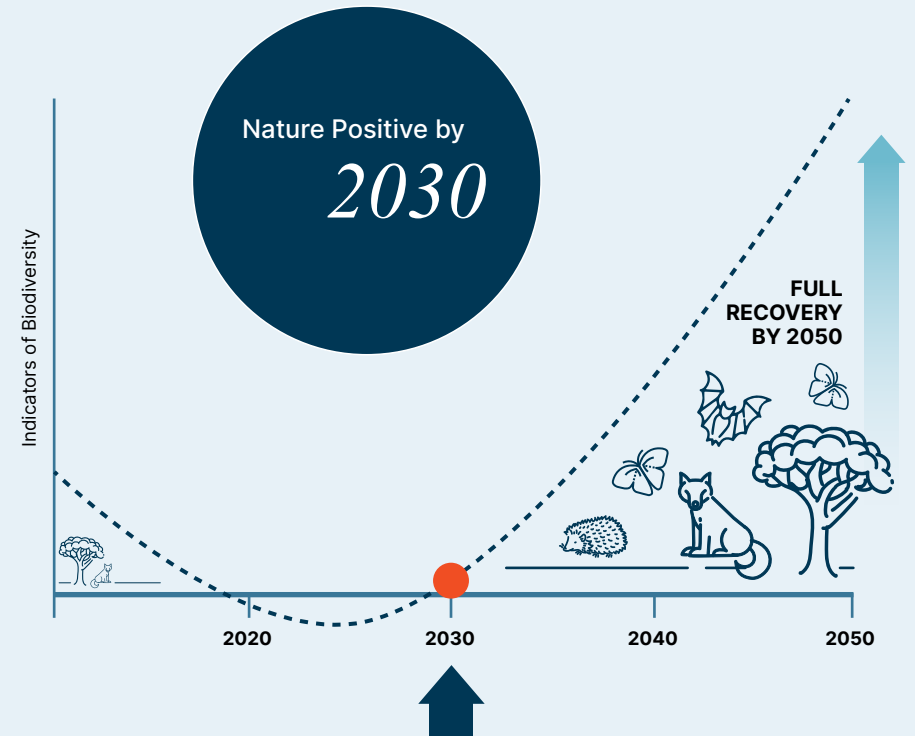 Nature Positive by
2030
Indicators of Biodiversity
FULL
RECOVERY
BY 2050
2020
2030
2040
2050